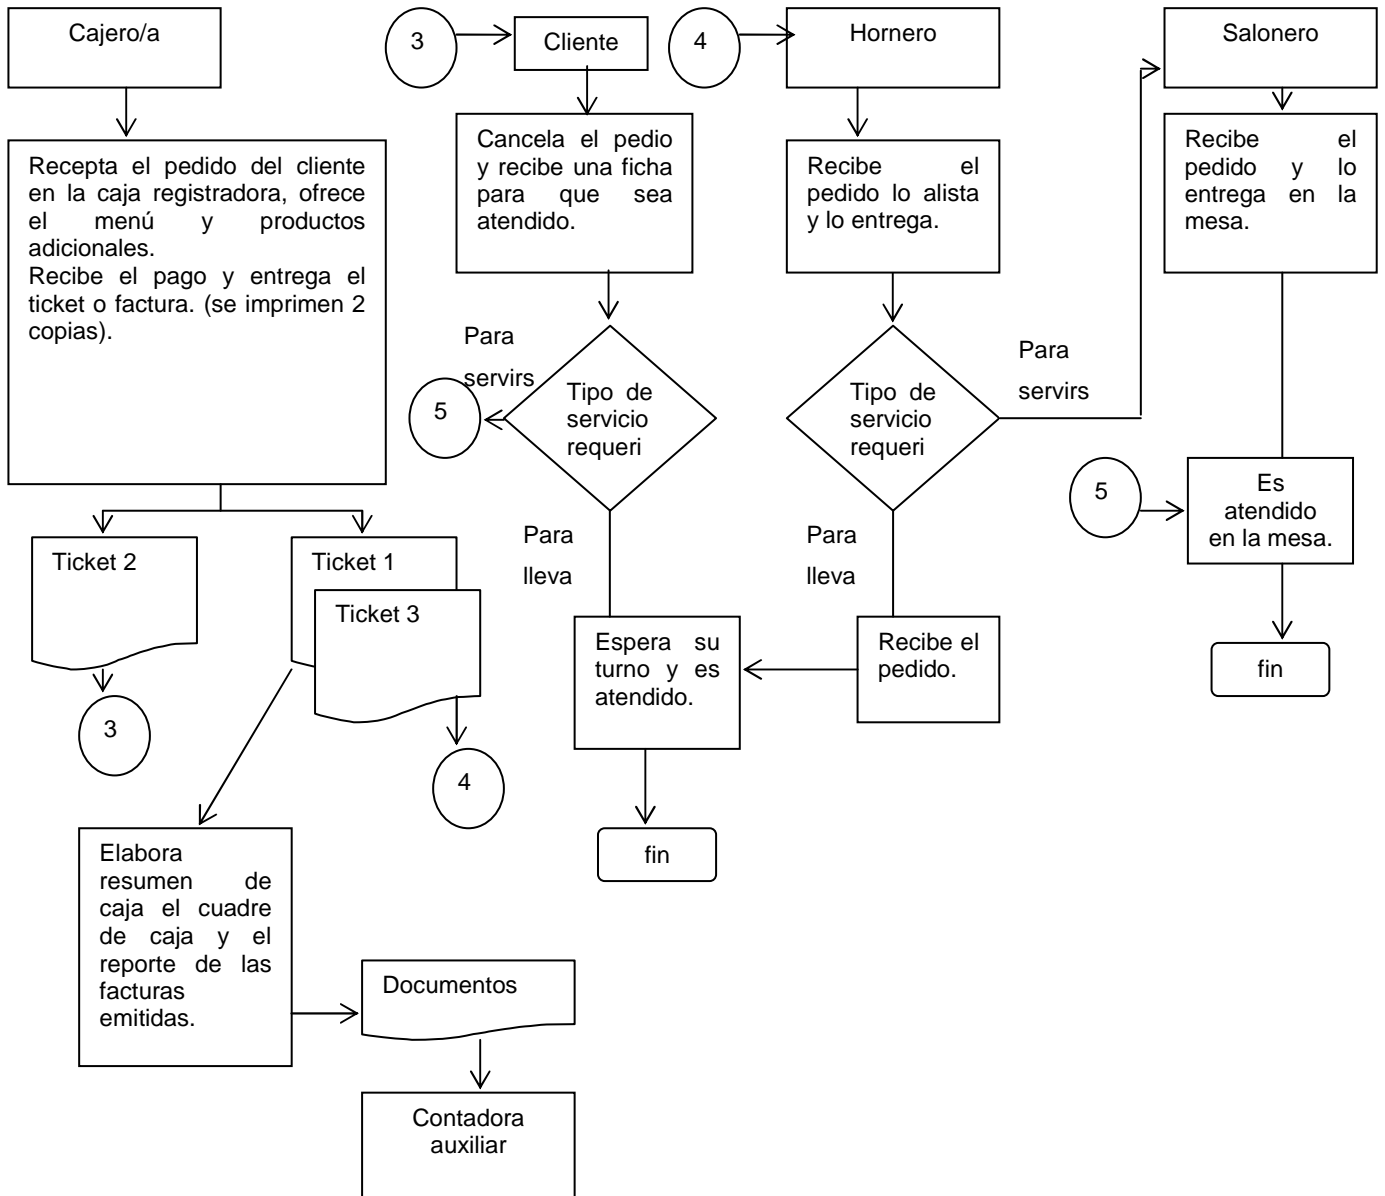 Cajero/a
Recepta el pedido del cliente
en la caja registradora, ofrece
el menú y productos
adicionales.
Recibe el pago y entrega el
ticket o factura. (se imprimen 2
copias).
Ticket 2
Ticket 1
Ticket 3
3
4
Elabora
resumen de
caja el cuadre
de caja y el
reporte de las
facturas
emitidas.
Documentos
Contadora
auxiliar
3
Cliente
Cancela el pedio
y recibe una ficha
para que sea
atendido.
Para
servirs
5
Tipo de
servicio
requeri
Para
lleva
Espera su
turno y es
atendido.
fin
4
Hornero
Recibe el
pedido lo alista
y lo entrega.
Tipo de
servicio
requeri
Para
servirs
Para
lleva
Recibe el
pedido.
Salonero
Recibe el
pedido y lo
entrega en la
mesa.
5
Es
atendido
en la mesa.
fin